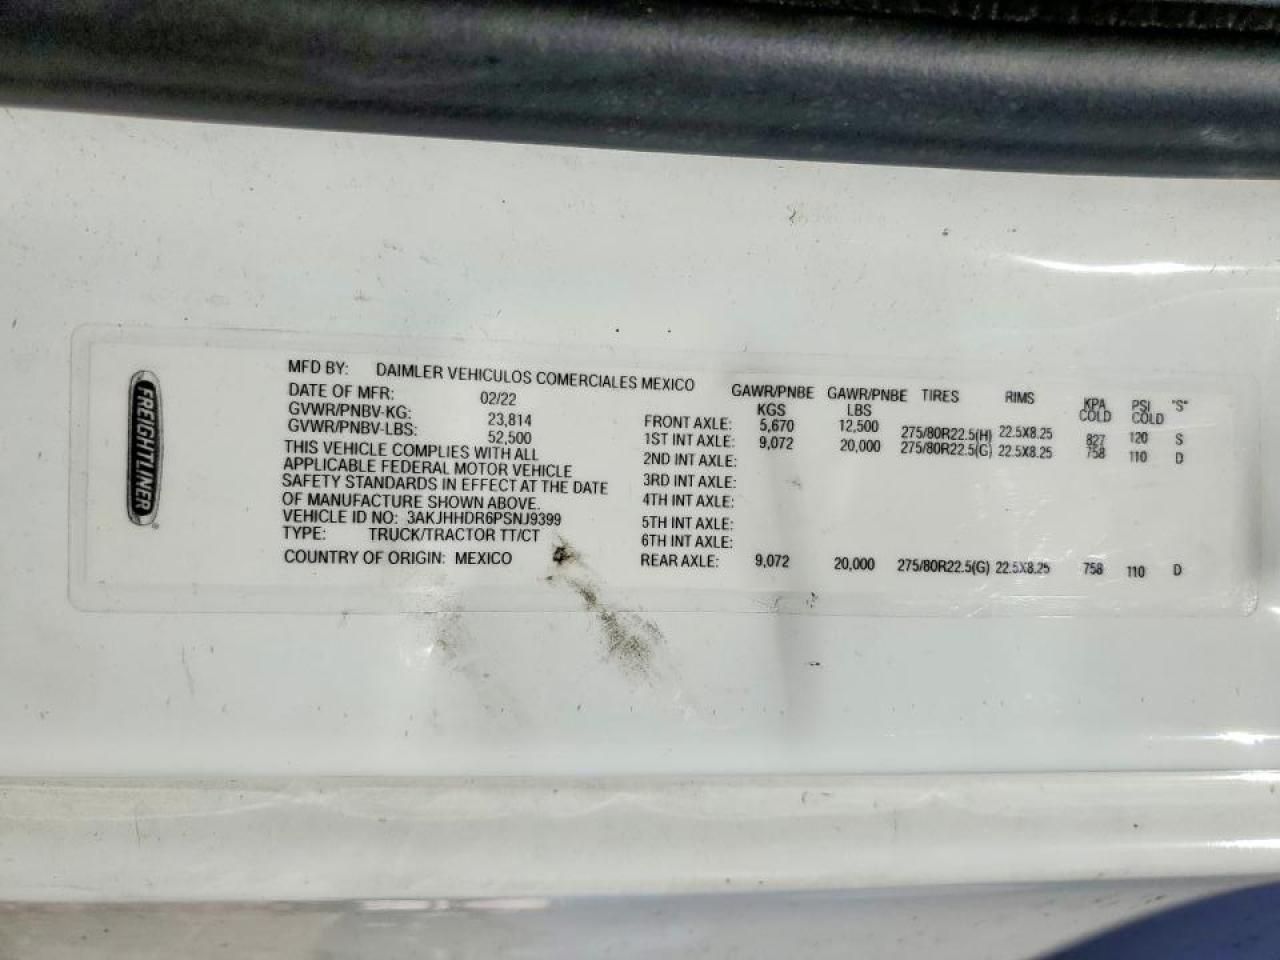 FREIGHTLINER
MFD BY: DAIMLER VEHICULOS COMERCIALES MEXICO
DATE OF MFR: 02/22
GVWR/PNBV-KG: 23,814
GVWR/PNBV-LBS: 52,500
THIS VEHICLE COMPLIES WITH ALL
APPLICABLE FEDERAL MOTOR VEHICLE
SAFETY STANDARDS IN EFFECT AT THE DATE
OF MANUFACTURE SHOWN ABOVE.
VEHICLE ID NO: 3AKJHHDR6PSNJ9399
TYPE: TRUCK/TRACTOR TT/CT
COUNTRY OF ORIGIN: MEXICO
GAWR/PNBE GAWR/PNBE TIRES RIMS KPA PSI "S"
KGS LBS COLD COLD
FRONT AXLE: 5,670 12,500 275/80R22.5(H) 22.5X8.25 827 120 S
1ST INT AXLE: 9,072 20,000 275/80R22.5(G) 22.5X8.25 758 110 D
2ND INT AXLE:
3RD INT AXLE:
4TH INT AXLE:
5TH INT AXLE:
6TH INT AXLE:
REAR AXLE: 9,072 20,000 275/80R22.5(G) 22.5X8.25 758 110 D